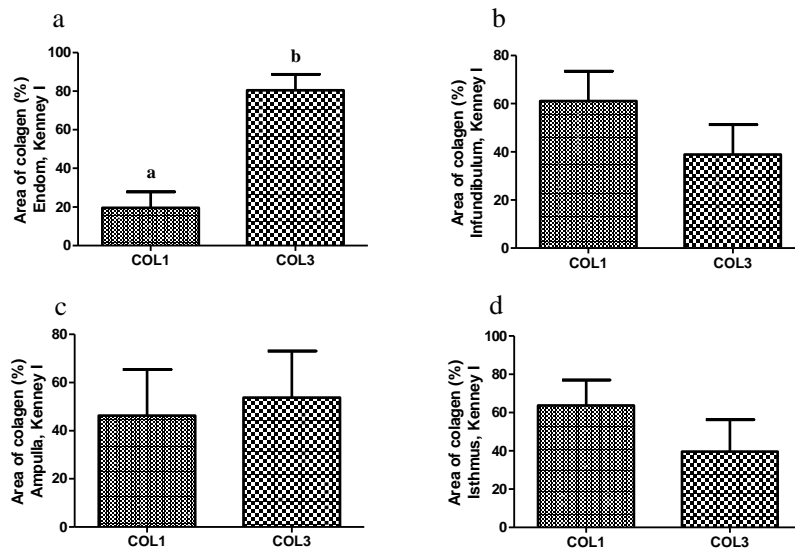 a
Area of colagen (%)
Endom, Kenney I
100
80
60
40
20
0
a
b
COL1
COL3
b
Area of colagen (%)
Infundibulum, Kenney I
80
60
40
20
0
COL1
COL3
c
Area of colagen (%)
Ampulla, Kenney I
80
60
40
20
0
COL1
COL3
d
Area of colagen (%)
Isthmus, Kenney I
100
80
60
40
20
0
COL1
COL3